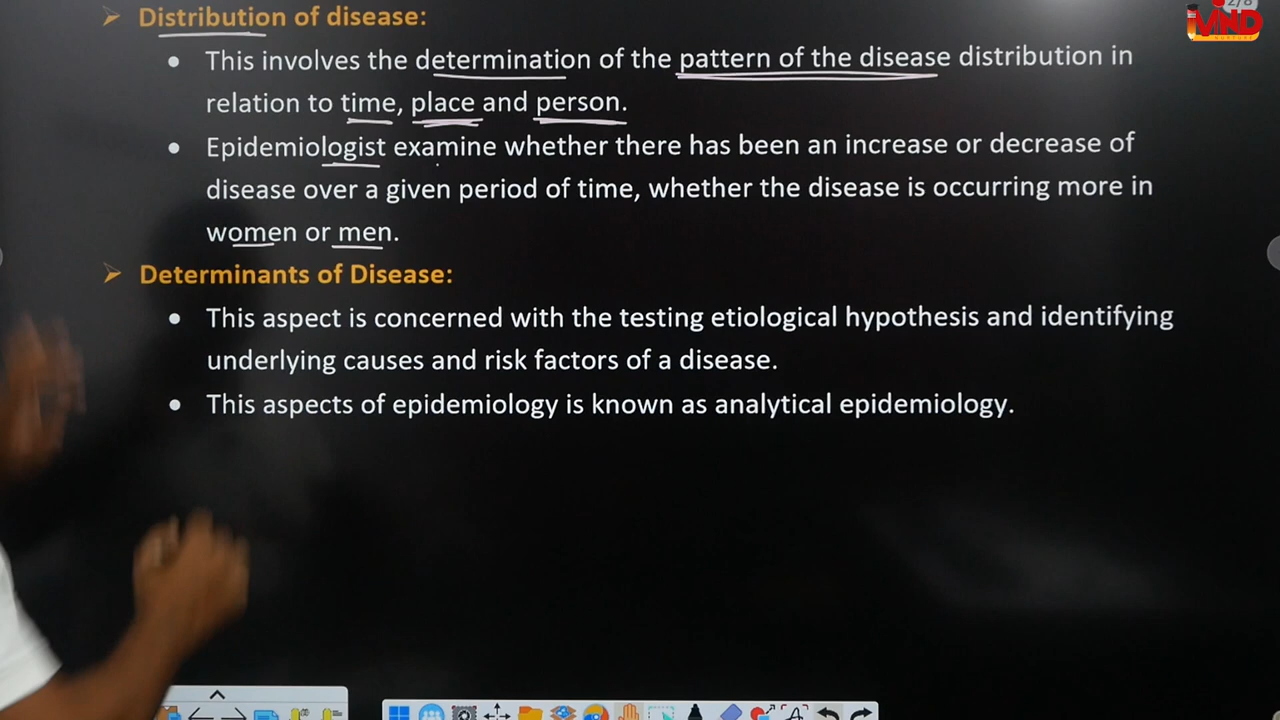 2/8
MND
➢ Distribution of disease:
• This involves the determination of the pattern of the disease distribution in
relation to time, place and person.
• Epidemiologist examine whether there has been an increase or decrease of
disease over a given period of time, whether the disease is occurring more in
women or men.
➢ Determinants of Disease:
• This aspect is concerned with the testing etiological hypothesis and identifying
underlying causes and risk factors of a disease.
• This aspects of epidemiology is known as analytical epidemiology.